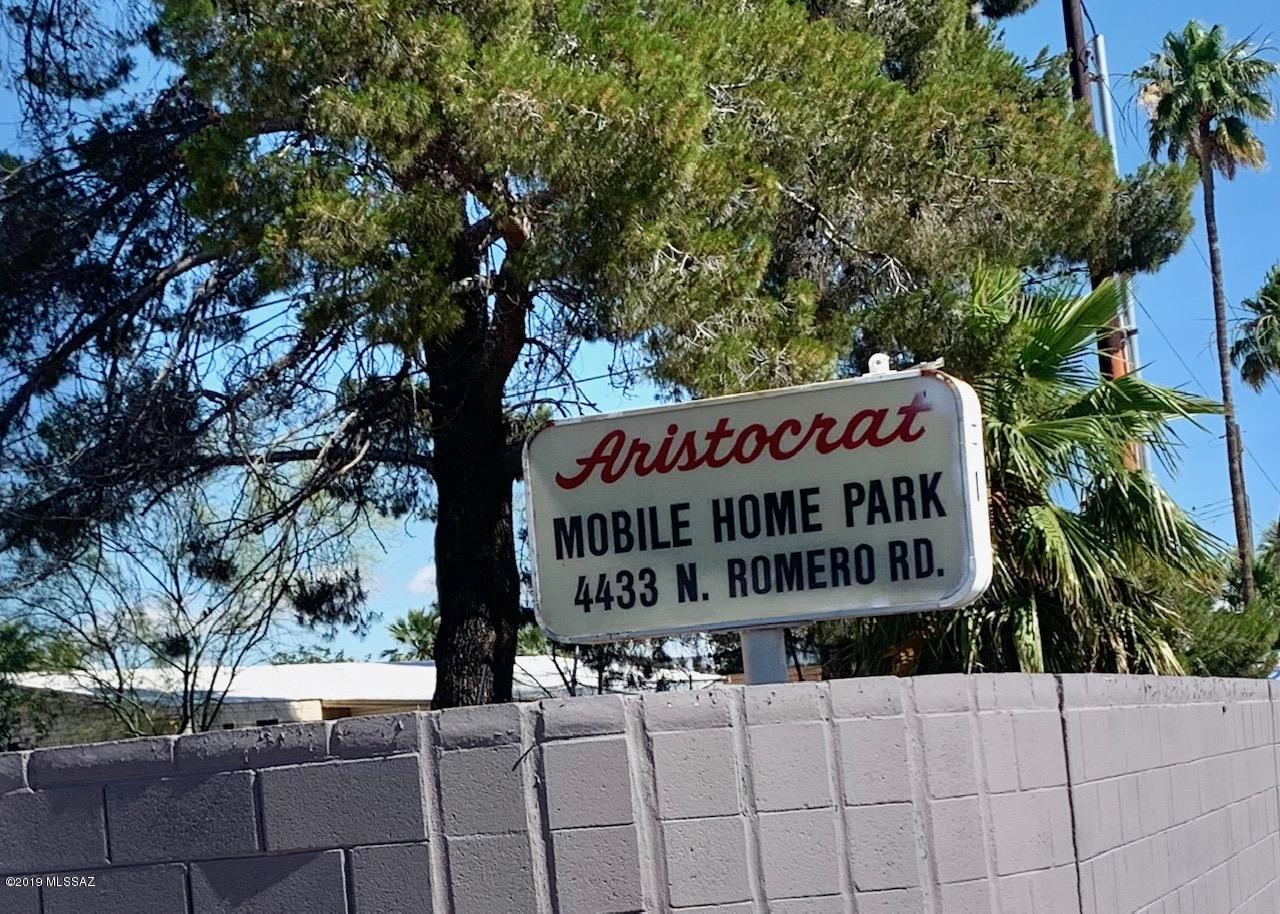 Aristocrat
MOBILE HOME PARK
4433 N. ROMERO RD.
©2019 MLSSAZ